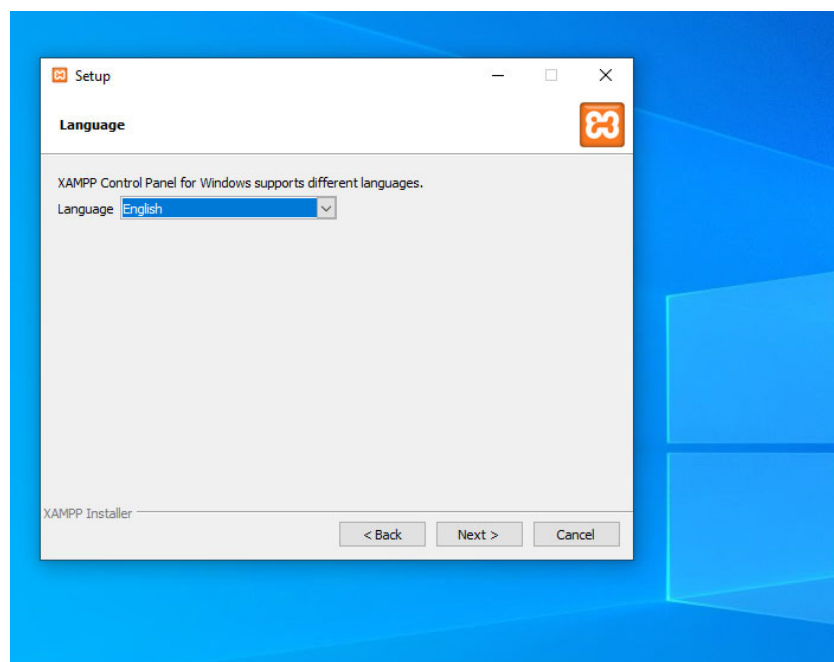 Setup
Language
XAMPP Control Panel for Windows supports different languages.
Language English
XAMPP Installer
< Back Next > Cancel